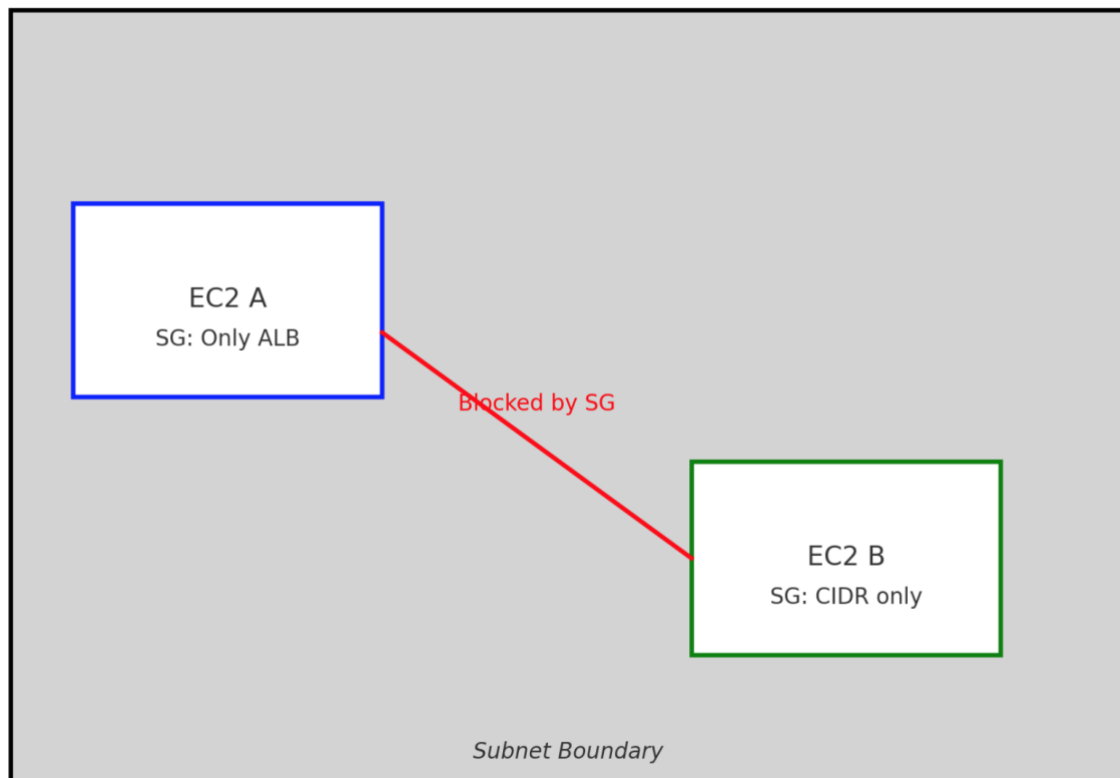 EC2 A
SG: Only ALB
Blocked by SG
EC2 B
SG: CIDR only
Subnet Boundary